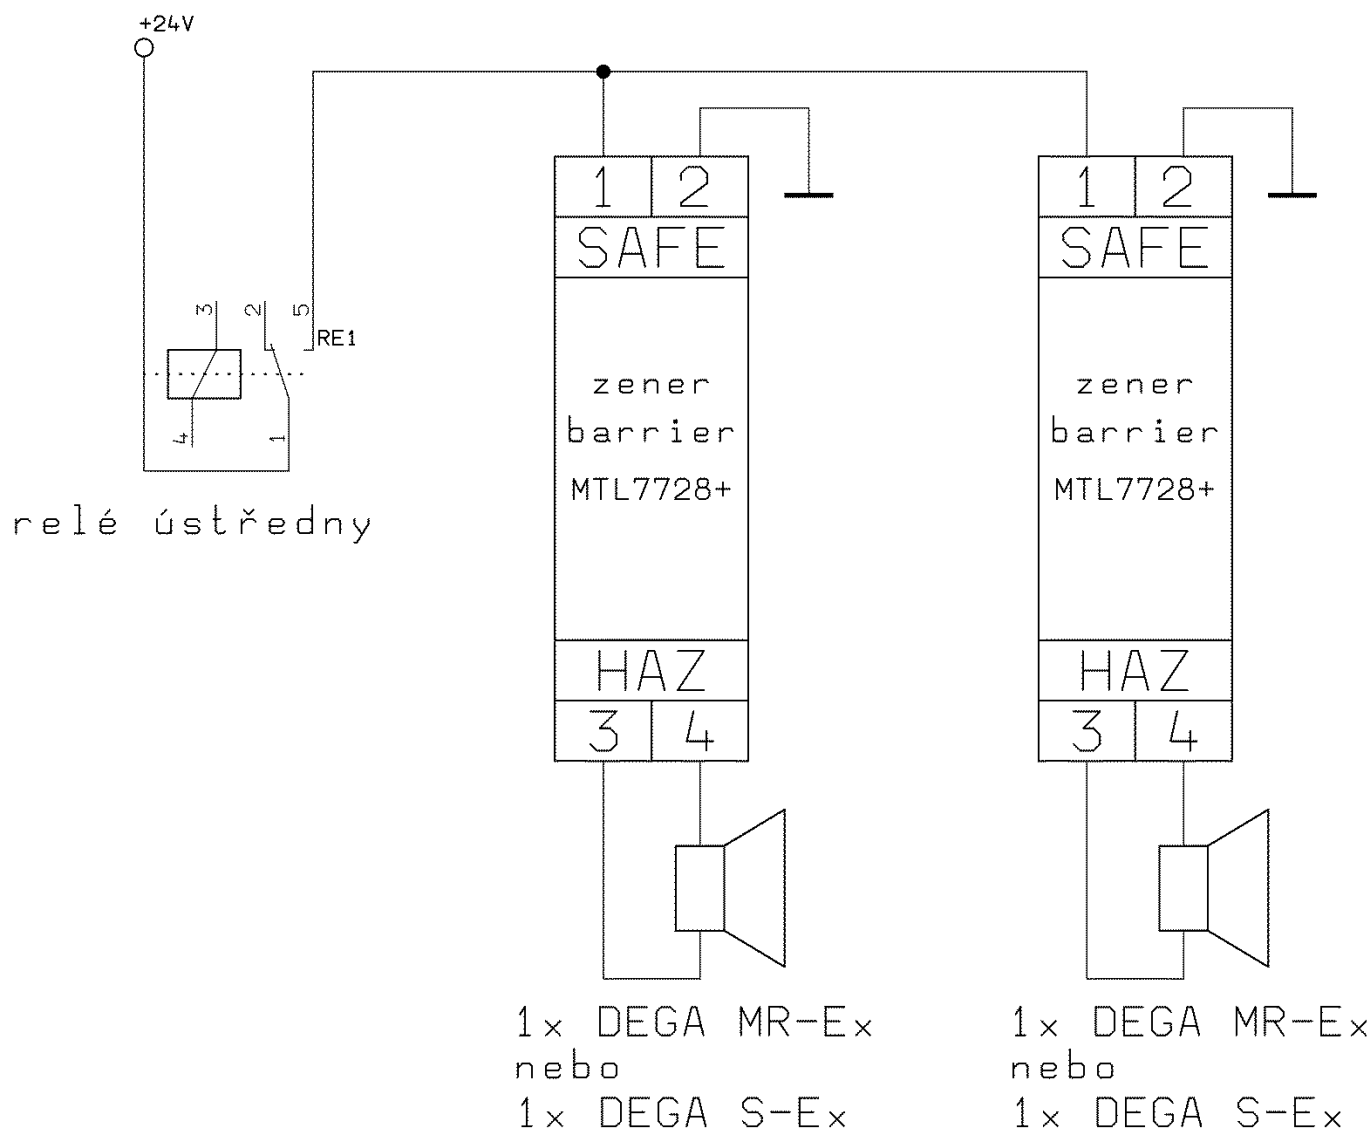 +24V
1 2
SAFE
zener
barrier
MTL7728+
HAZ
3 4
1 2
SAFE
zener
barrier
MTL7728+
HAZ
3 4
3 2 5
RE1
4 1
relé ústředny
1x DEGA MR-Ex
nebo
1x DEGA S-Ex
1x DEGA MR-Ex
nebo
1x DEGA S-Ex